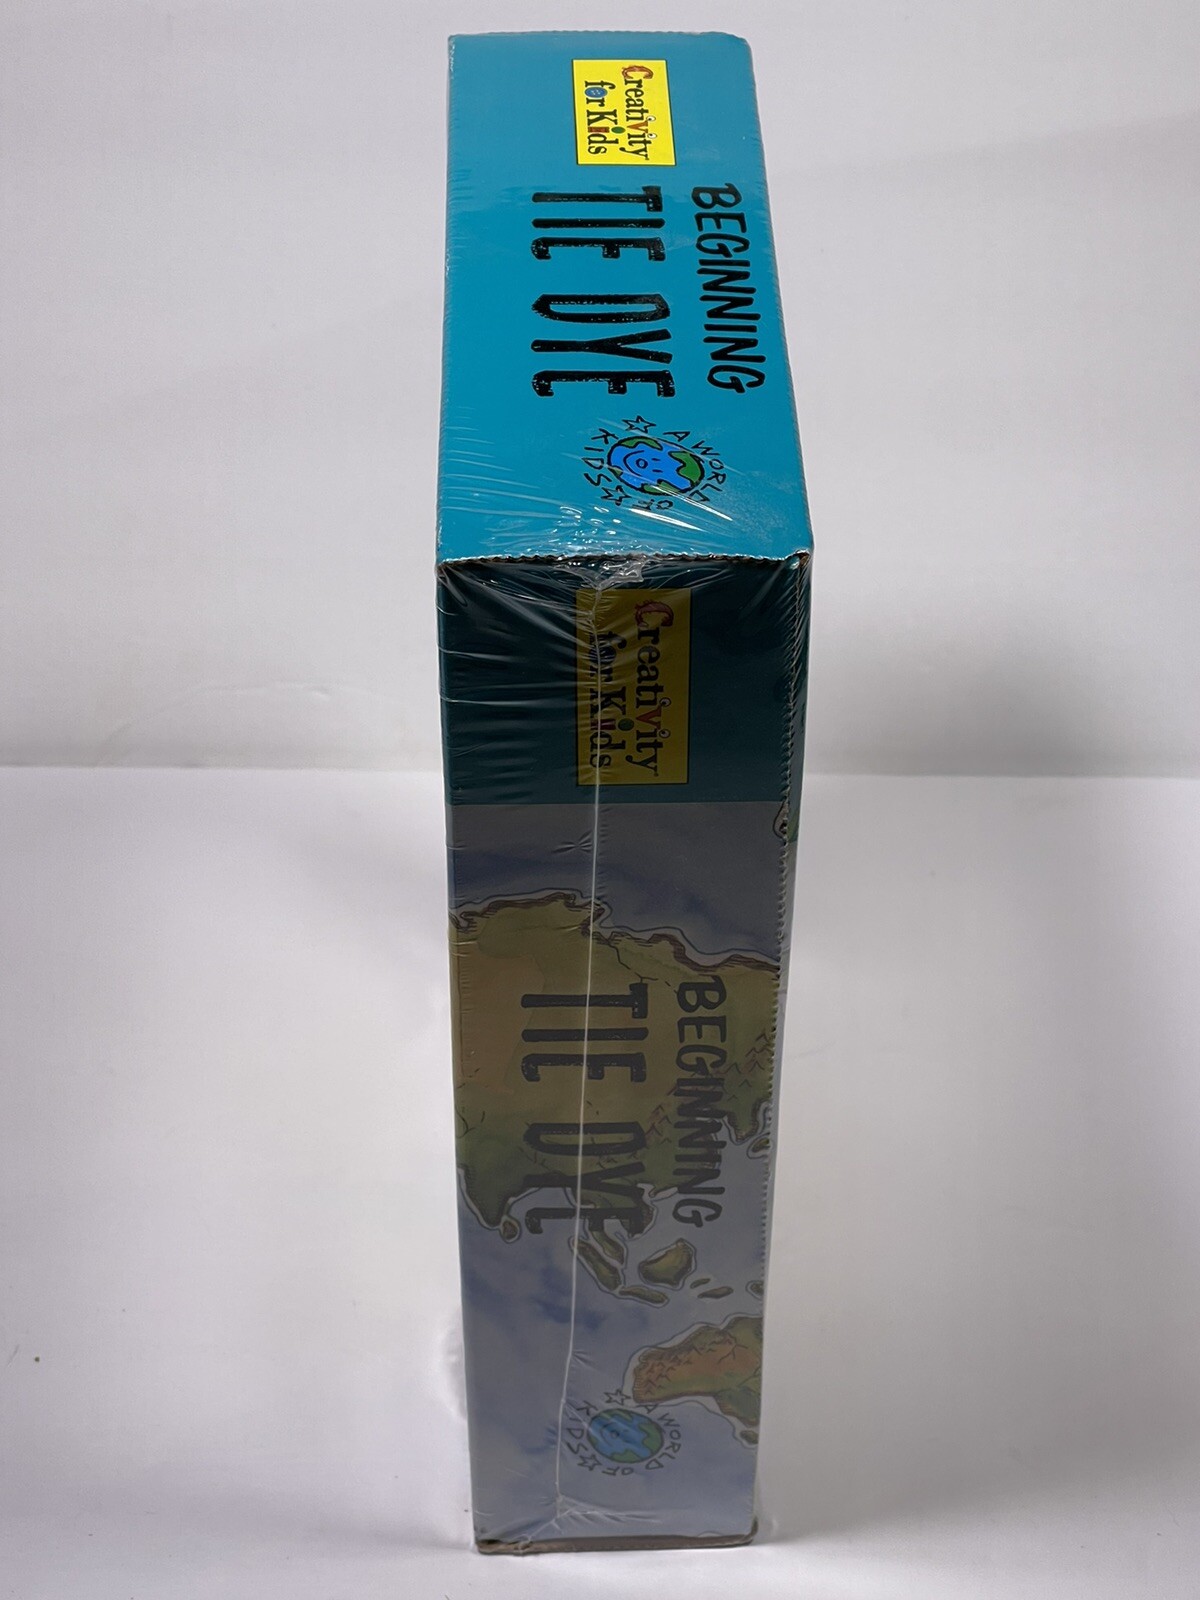 Creativity
for Kids
BEGINNING
TIE DYE
A WORLD OF
KIDS
Creativity
for Kids
BEGINNING
TIE DYE
A WORLD OF
KIDS